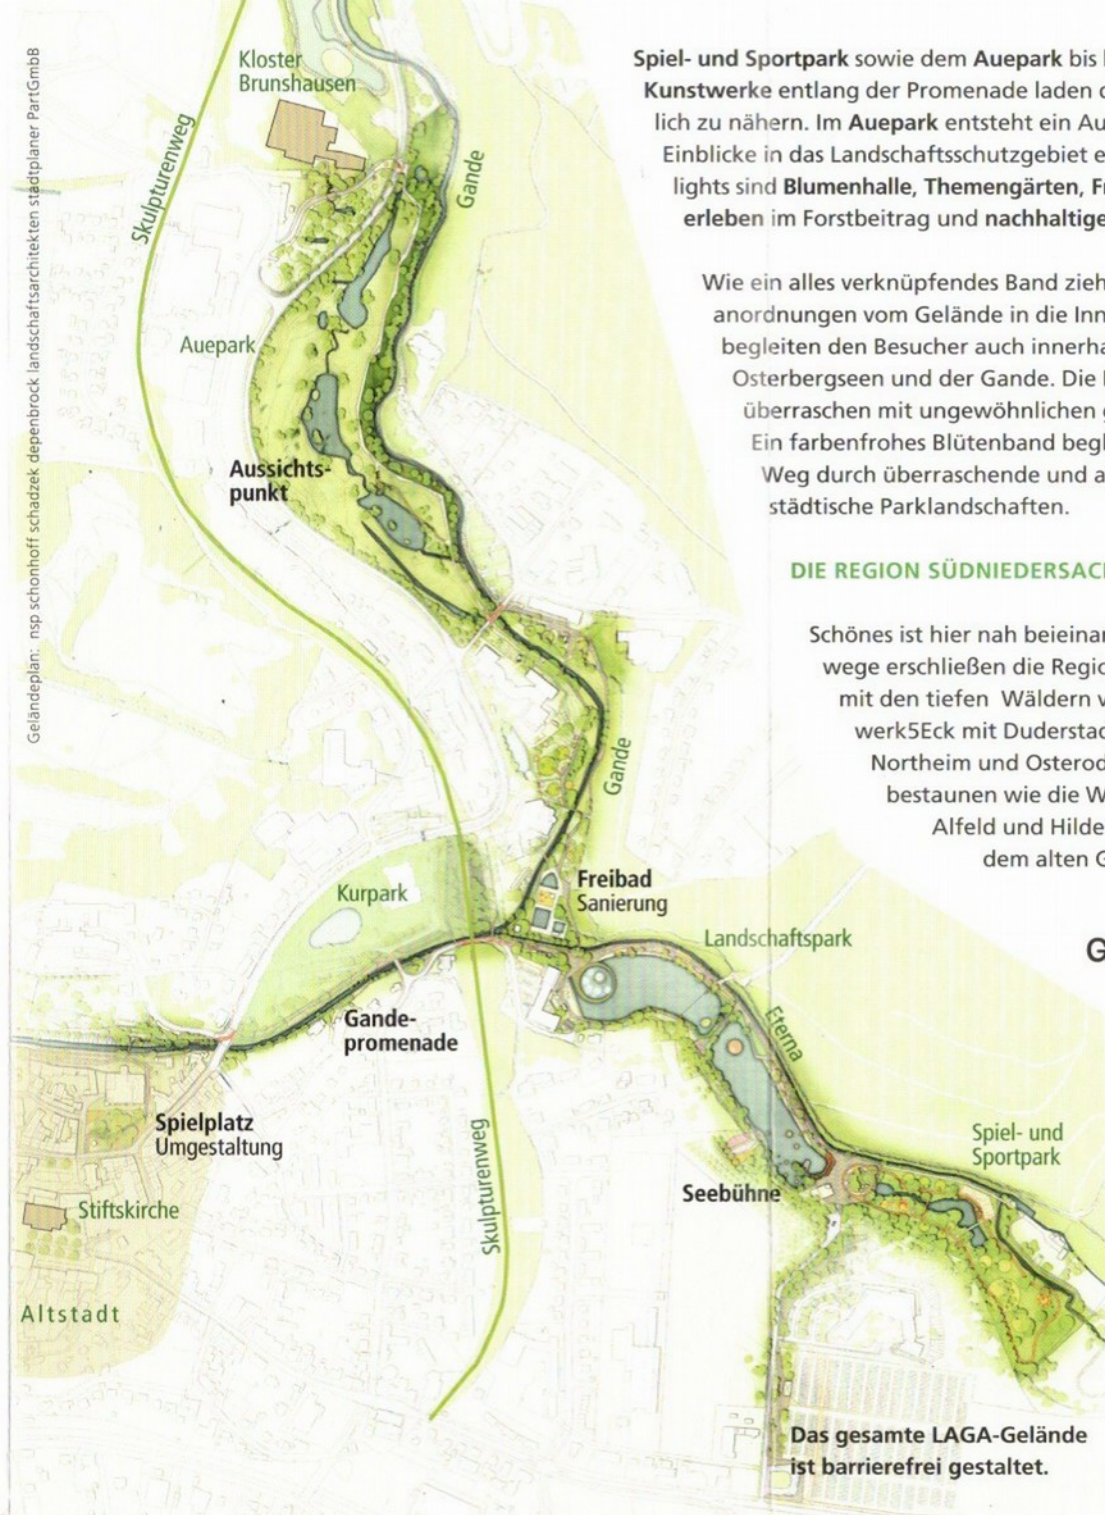 Geländeplan: nsp schonhoff schadzek depenbrock landschaftsarchitekten stadtplaner PartGmbB
Kloster
Brunshausen
Skulpturenweg
Gande
Auepark
Aussichts-
punkt
Gande
Kurpark
Freibad
Sanierung
Landschaftspark
Gande-
promenade
Eterna
Spielplatz
Umgestaltung
Skulpturenweg
Spiel- und
Sportpark
Seebühne
Stiftskirche
Altstadt
Spiel- und Sportpark sowie dem Auepark bis
Kunstwerke entlang der Promenade laden
lich zu nähern. Im Auepark entsteht ein Au
Einblicke in das Landschaftsschutzgebiet e
lights sind Blumenhalle, Themengärten, Fr
erleben im Forstbeitrag und nachhaltige
Wie ein alles verknüpfendes Band zieh
anordnungen vom Gelände in die Inn
begleiten den Besucher auch innerha
Osterbergseen und der Gande. Die
überraschen mit ungewöhnlichen
Ein farbenfrohes Blütenband begl
Weg durch überraschende und a
städtische Parklandschaften.
DIE REGION SÜDNIEDERSAC
Schönes ist hier nah beieinan
wege erschließen die Regio
mit den tiefen Wäldern v
werk5Eck mit Duderstad
Northeim und Osterod
bestaunen wie die W
Alfeld und Hilde
dem alten G
G
Das gesamte LAGA-Gelände
ist barrierefrei gestaltet.